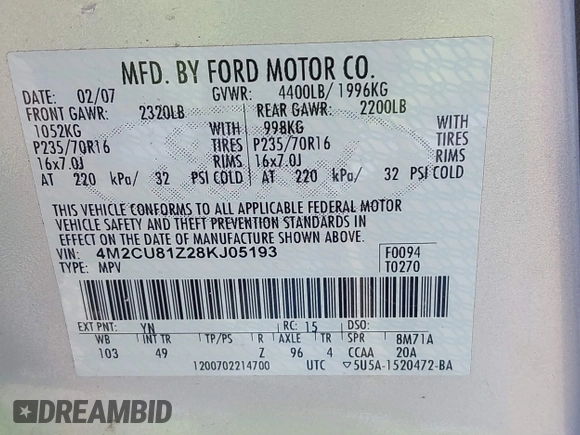 MFD. BY FORD MOTOR CO.
DATE: 02/07 GVWR: 4400LB/ 1996KG
FRONT GAWR: 2320LB REAR GAWR: 2200LB
1052KG WITH 998KG WITH
P235/70R16 TIRES P235/70R16 TIRES
16x7.0J RIMS 16x7.0J RIMS
AT 220 kPa/ 32 PSI COLD AT 220 kPa/ 32 PSI COLD
THIS VEHICLE CONFORMS TO ALL APPLICABLE FEDERAL MOTOR
VEHICLE SAFETY AND THEFT PREVENTION STANDARDS IN
EFFECT ON THE DATE OF MANUFACTURE SHOWN ABOVE.
VIN: 4M2CU81Z28KJ05193 F0094
TYPE: MPV T0270
EXT PNT: YN RC: 15 DSO:
WB INT TR TP/PS R AXLE TR SPR 8M71A
103 49 Z 96 4 CCAA 20A
1200702214700 UTC ▽5U5A-1520472-BA
DREAMBID